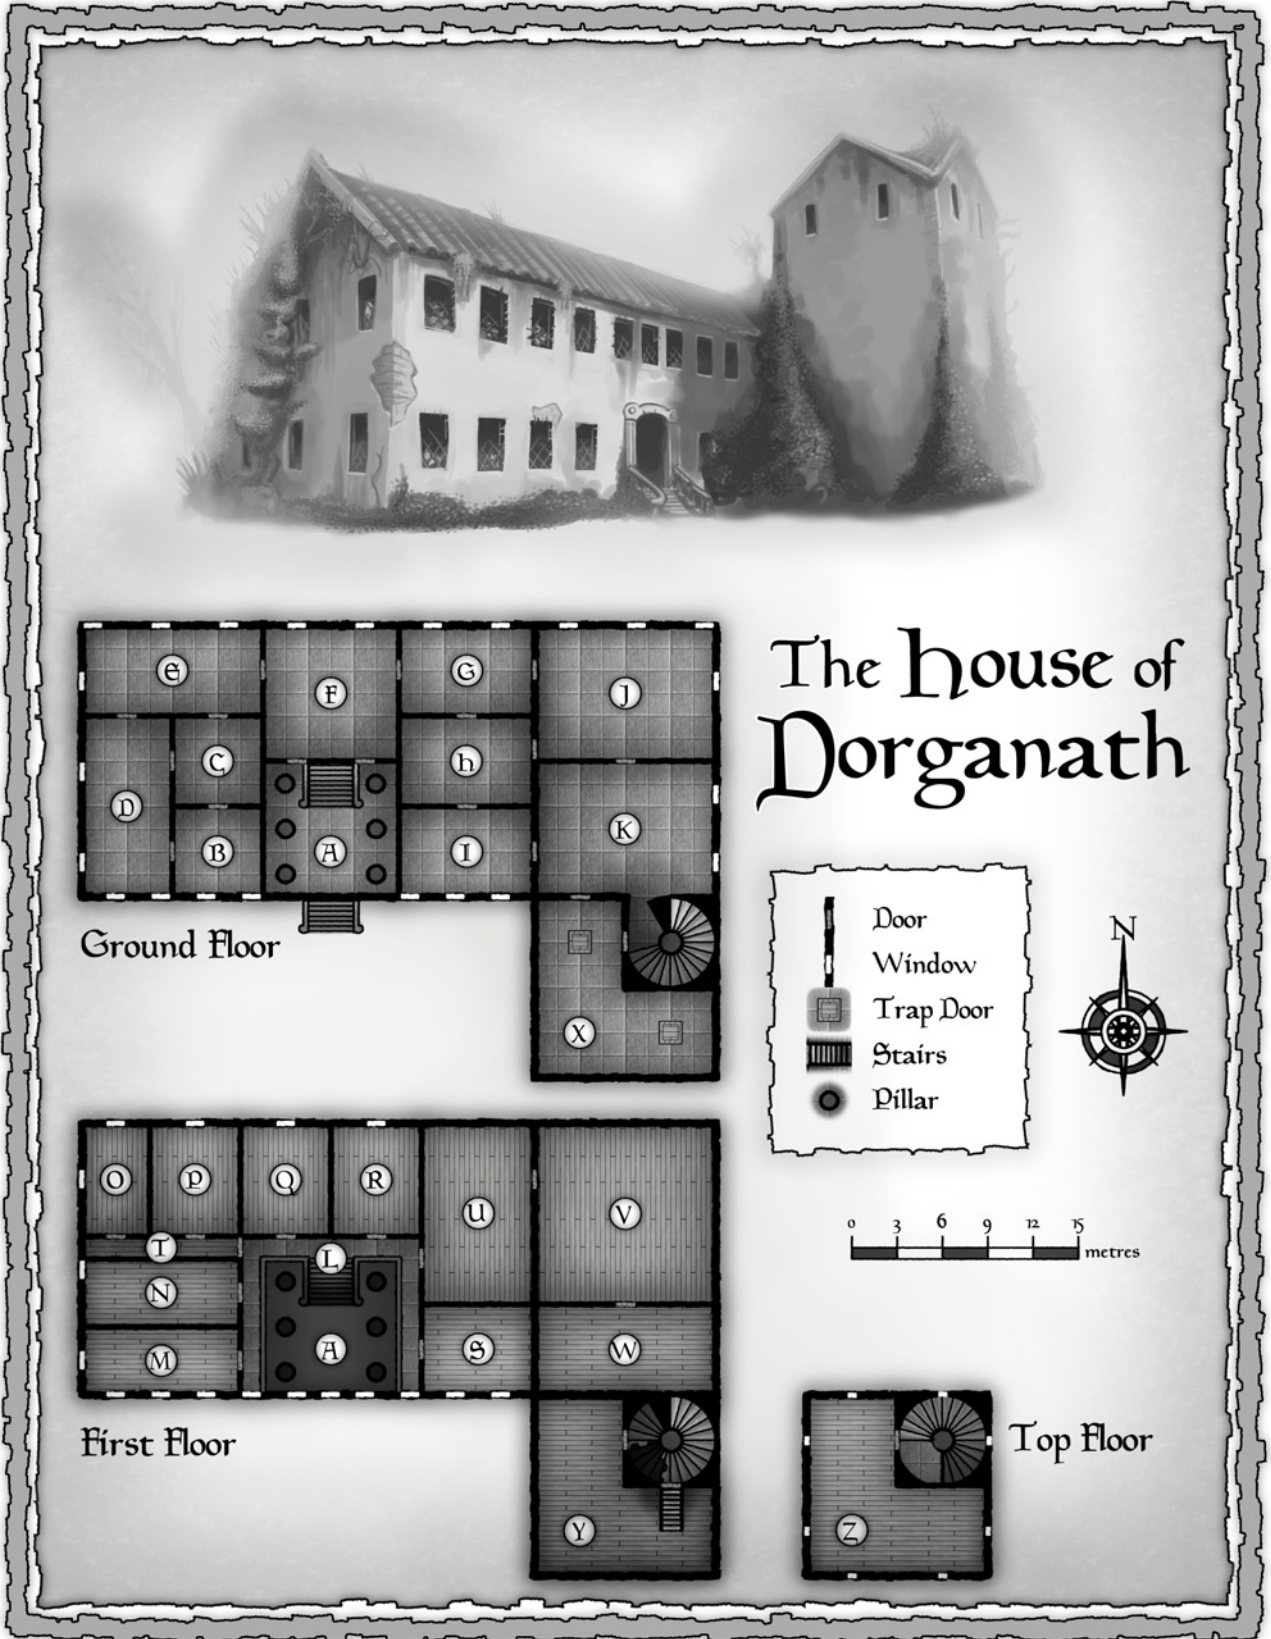 The house of
Dorganath
E
F
G
J
C
h
D
B
A
I
K
Ground Floor
X
Door
Window
Trap Door
Stairs
Pillar
N
O
P
Q
R
U
V
T
L
N
M
A
S
W
First Floor
Y
0 3 6 9 12 15
metres
Top Floor
Z